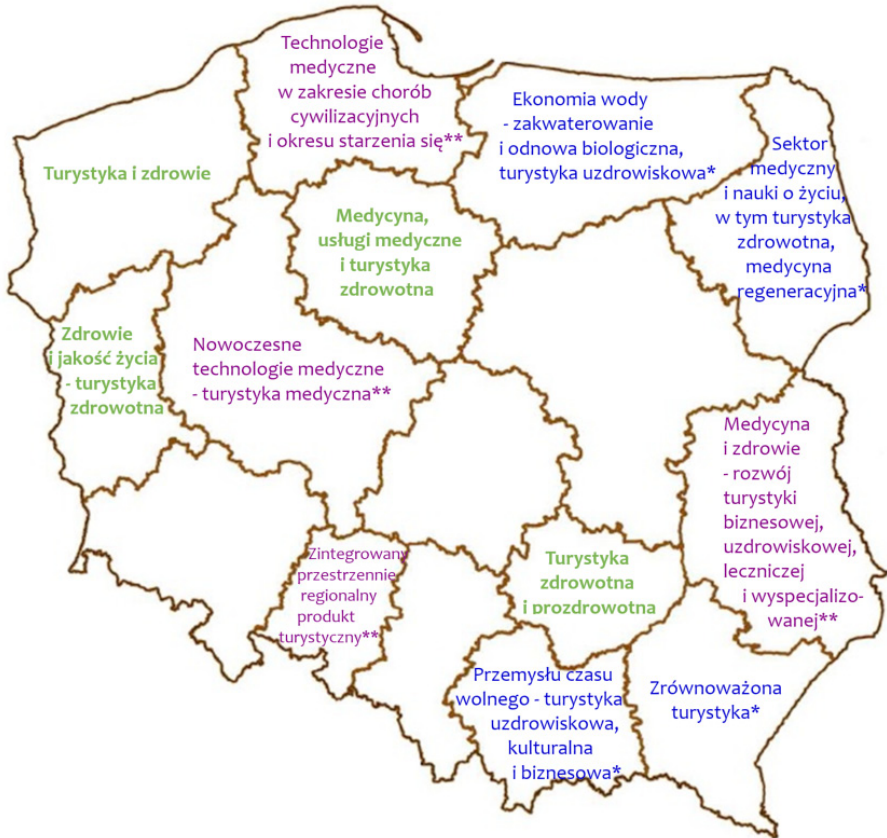 Technologie
medyczne
w zakresie chorób
cywilizacyjnych
i okresu starzenia się**
Ekonomia wody
- zakwaterowanie
i odnowa biologiczna,
turystyka uzdrowiskowa*
Sektor
medyczny
i nauki o życiu,
w tym turystyka
zdrowotna,
medycyna
regeneracyjna*
Turystyka i zdrowie
Medycyna,
usługi medyczne
i turystyka
zdrowotna
Zdrowie
i jakość życia
- turystyka
zdrowotna
Nowoczesne
technologie medyczne
- turystyka medyczna**
Medycyna
i zdrowie
- rozwój
turystyki
biznesowej,
uzdrowiskowej,
leczniczej
i wyspecjalizo-
wanej**
Zintegrowany
przestrzennie
regionalny
produkt
turystyczny**
Turystyka
zdrowotna
i prozdrowotna
Przemysłu czasu
wolnego - turystyka
uzdrowiskowa,
kulturalna
i biznesowa*
Zrównoważona
turystyka*